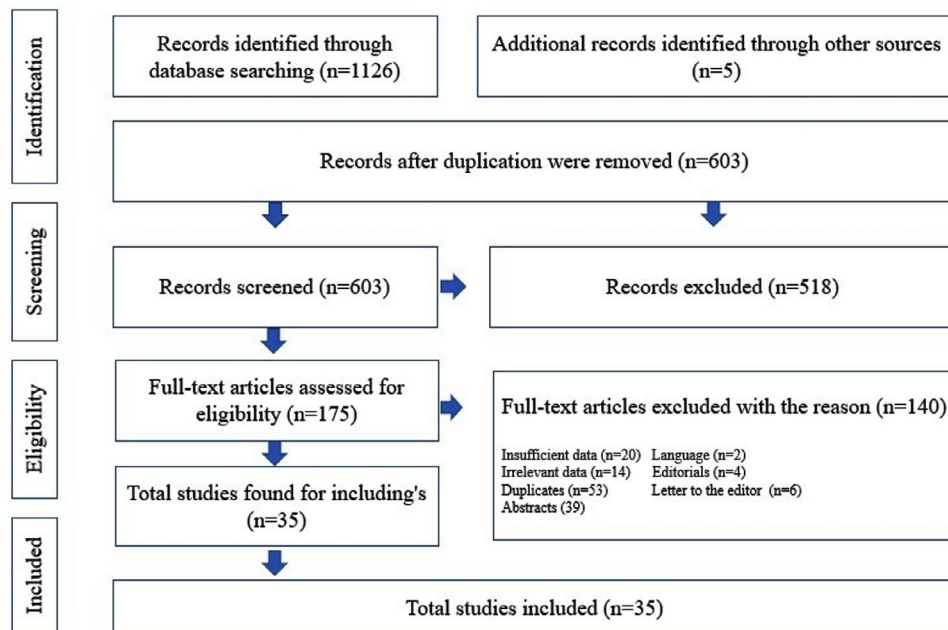 Identification
Records identified through
database searching (n=1126)
Additional records identified through other sources
(n=5)
Records after duplication were removed (n=603)
Screening
Records screened (n=603)
Records excluded (n=518)
Eligibility
Full-text articles assessed for
eligibility (n=175)
Full-text articles excluded with the reason (n=140)
Insufficient data (n=20) Language (n=2)
Irrelevant data (n=14) Editorials (n=4)
Duplicates (n=53) Letter to the editor (n=6)
Abstracts (39)
Total studies found for including's
(n=35)
Included
Total studies included (n=35)